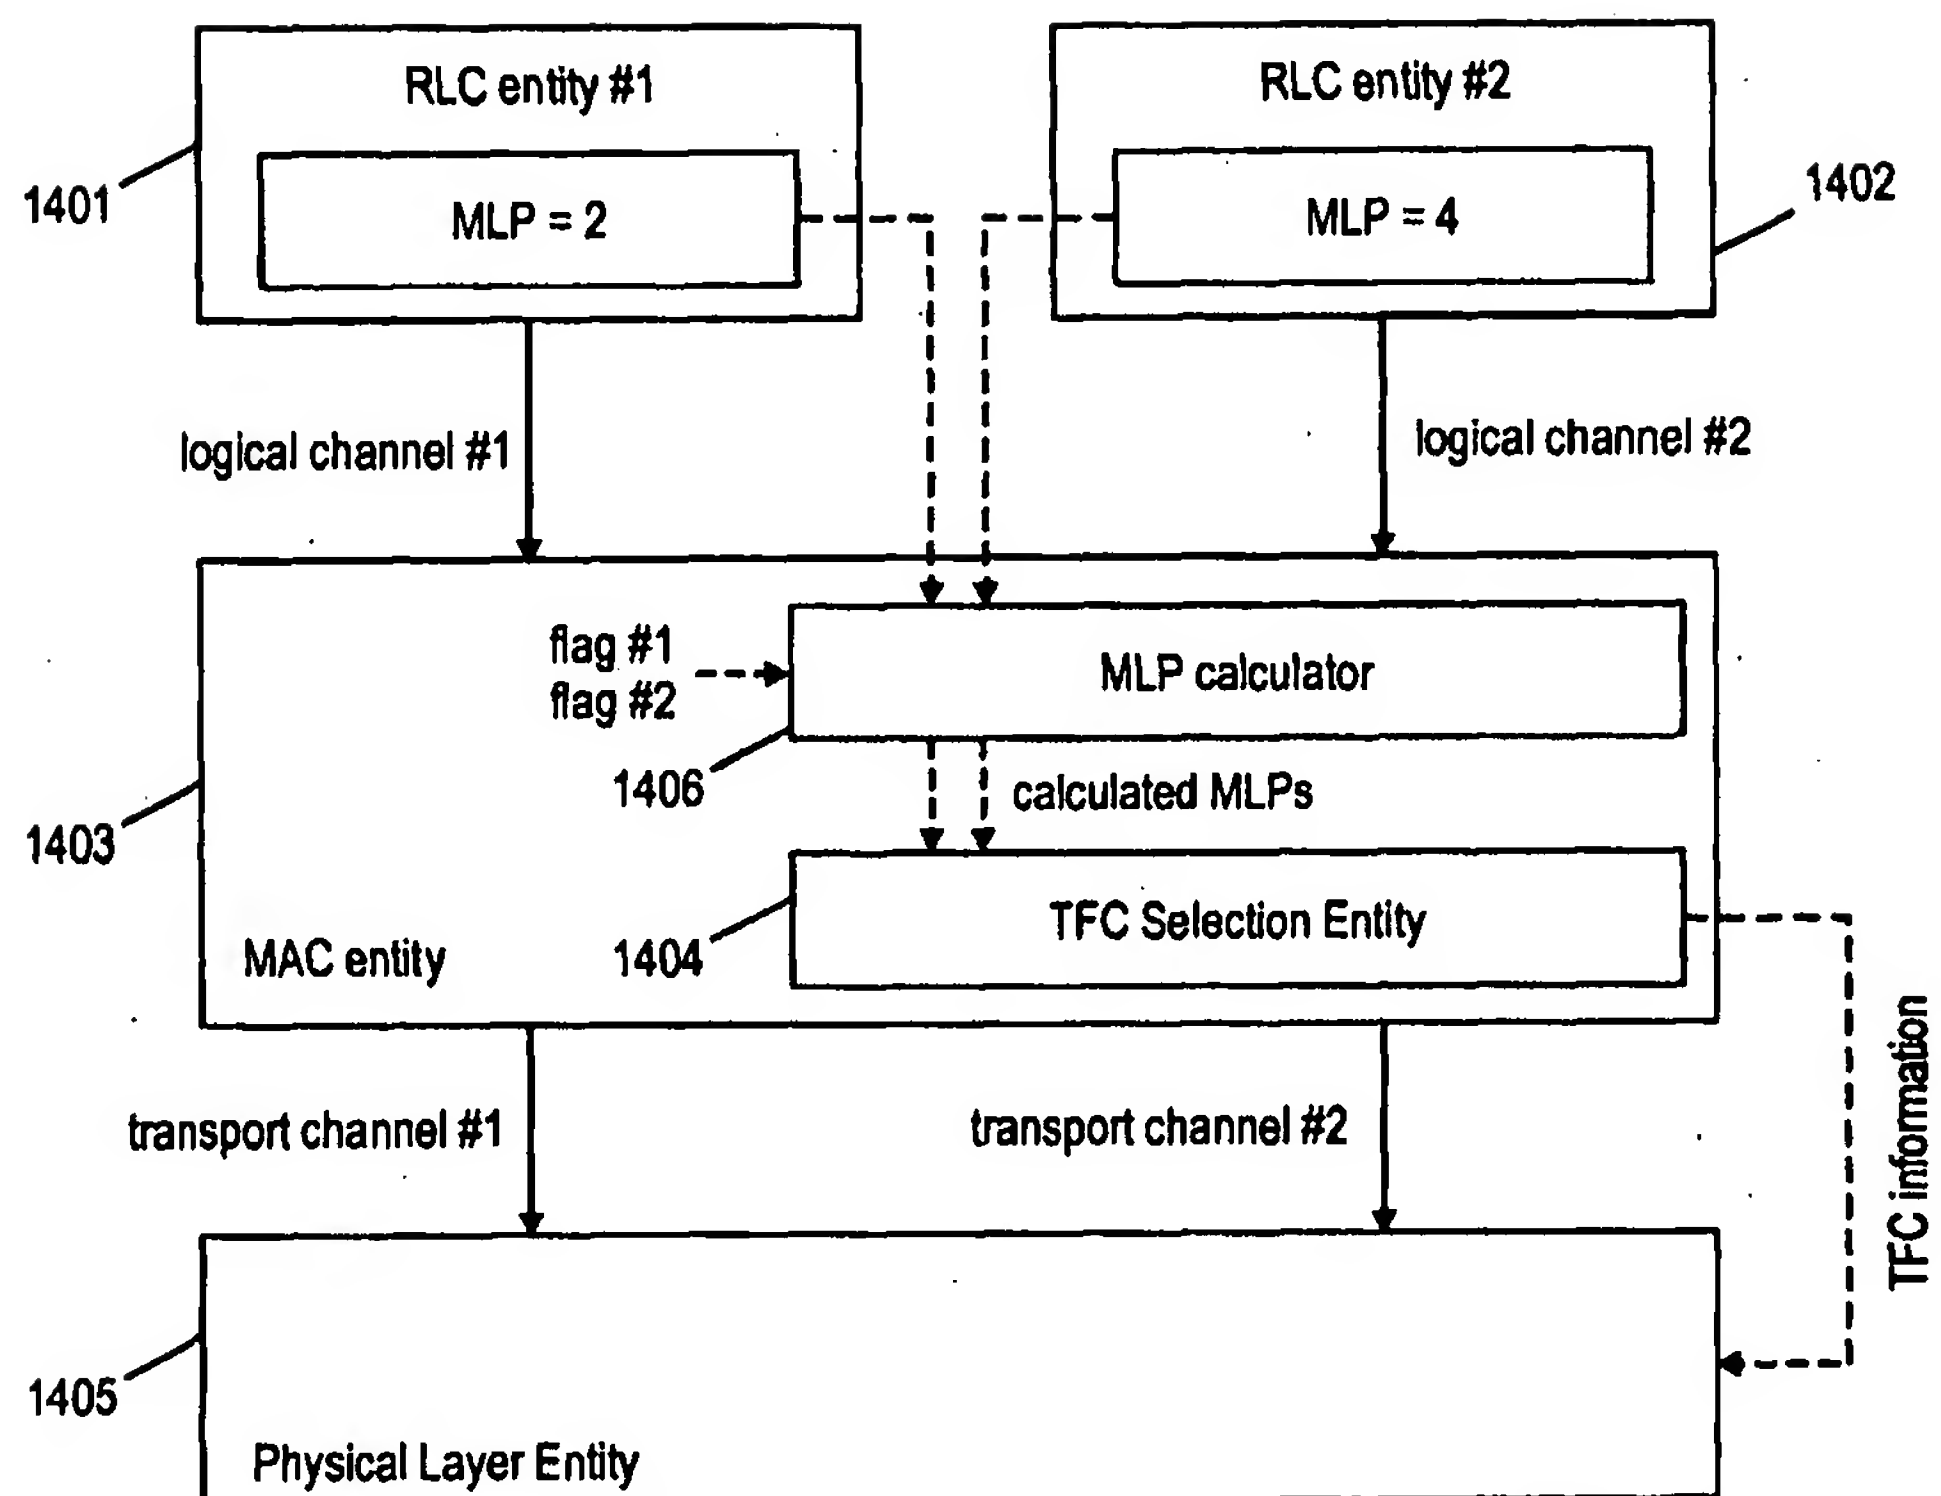 RLC entity #1
RLC entity #2
MLP = 2
MLP = 4
1401
1402
logical channel #1
logical channel #2
flag #1
flag #2
MLP calculator
1406
calculated MLPs
1403
TFC Selection Entity
1404
MAC entity
TFC information
transport channel #1
transport channel #2
1405
Physical Layer Entity